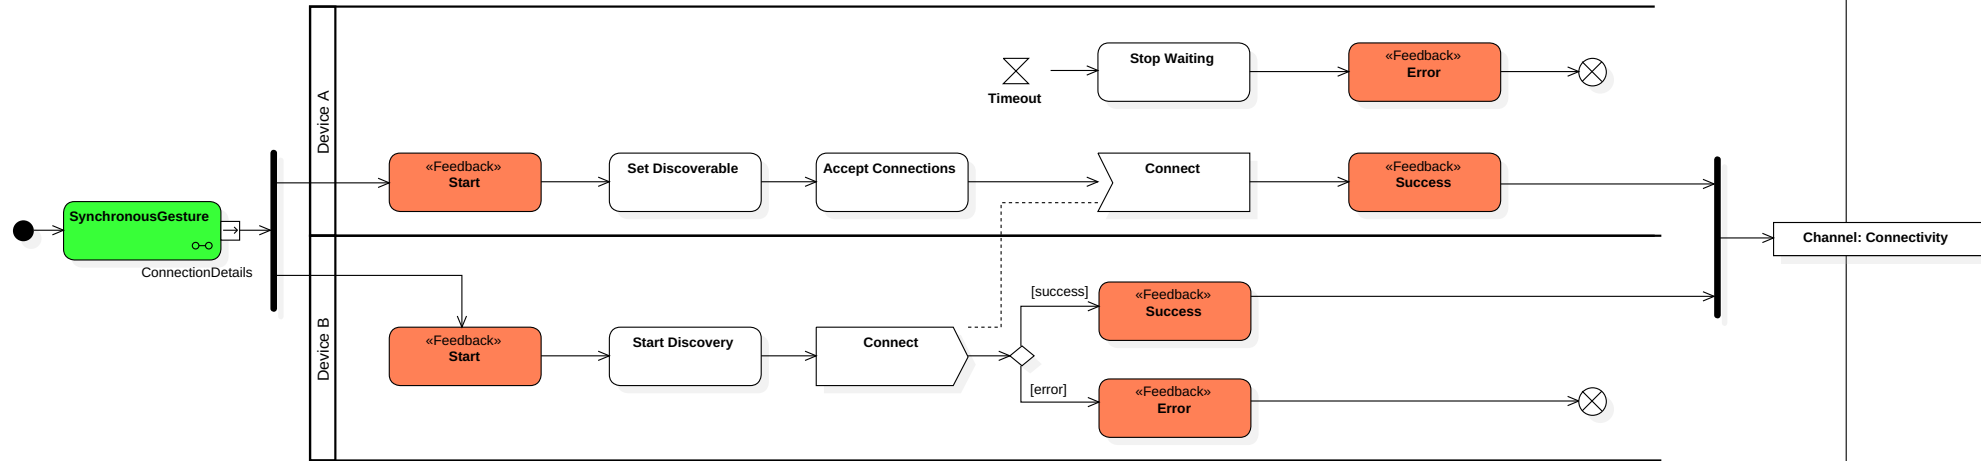 Device A
Timeout
Stop Waiting
«Feedback»
Error
«Feedback»
Start
Set Discoverable
Accept Connections
Connect
«Feedback»
Success
SynchronousGesture
ConnectionDetails
Channel: Connectivity
Device B
«Feedback»
Start
Start Discovery
Connect
[success]
«Feedback»
Success
[error]
«Feedback»
Error